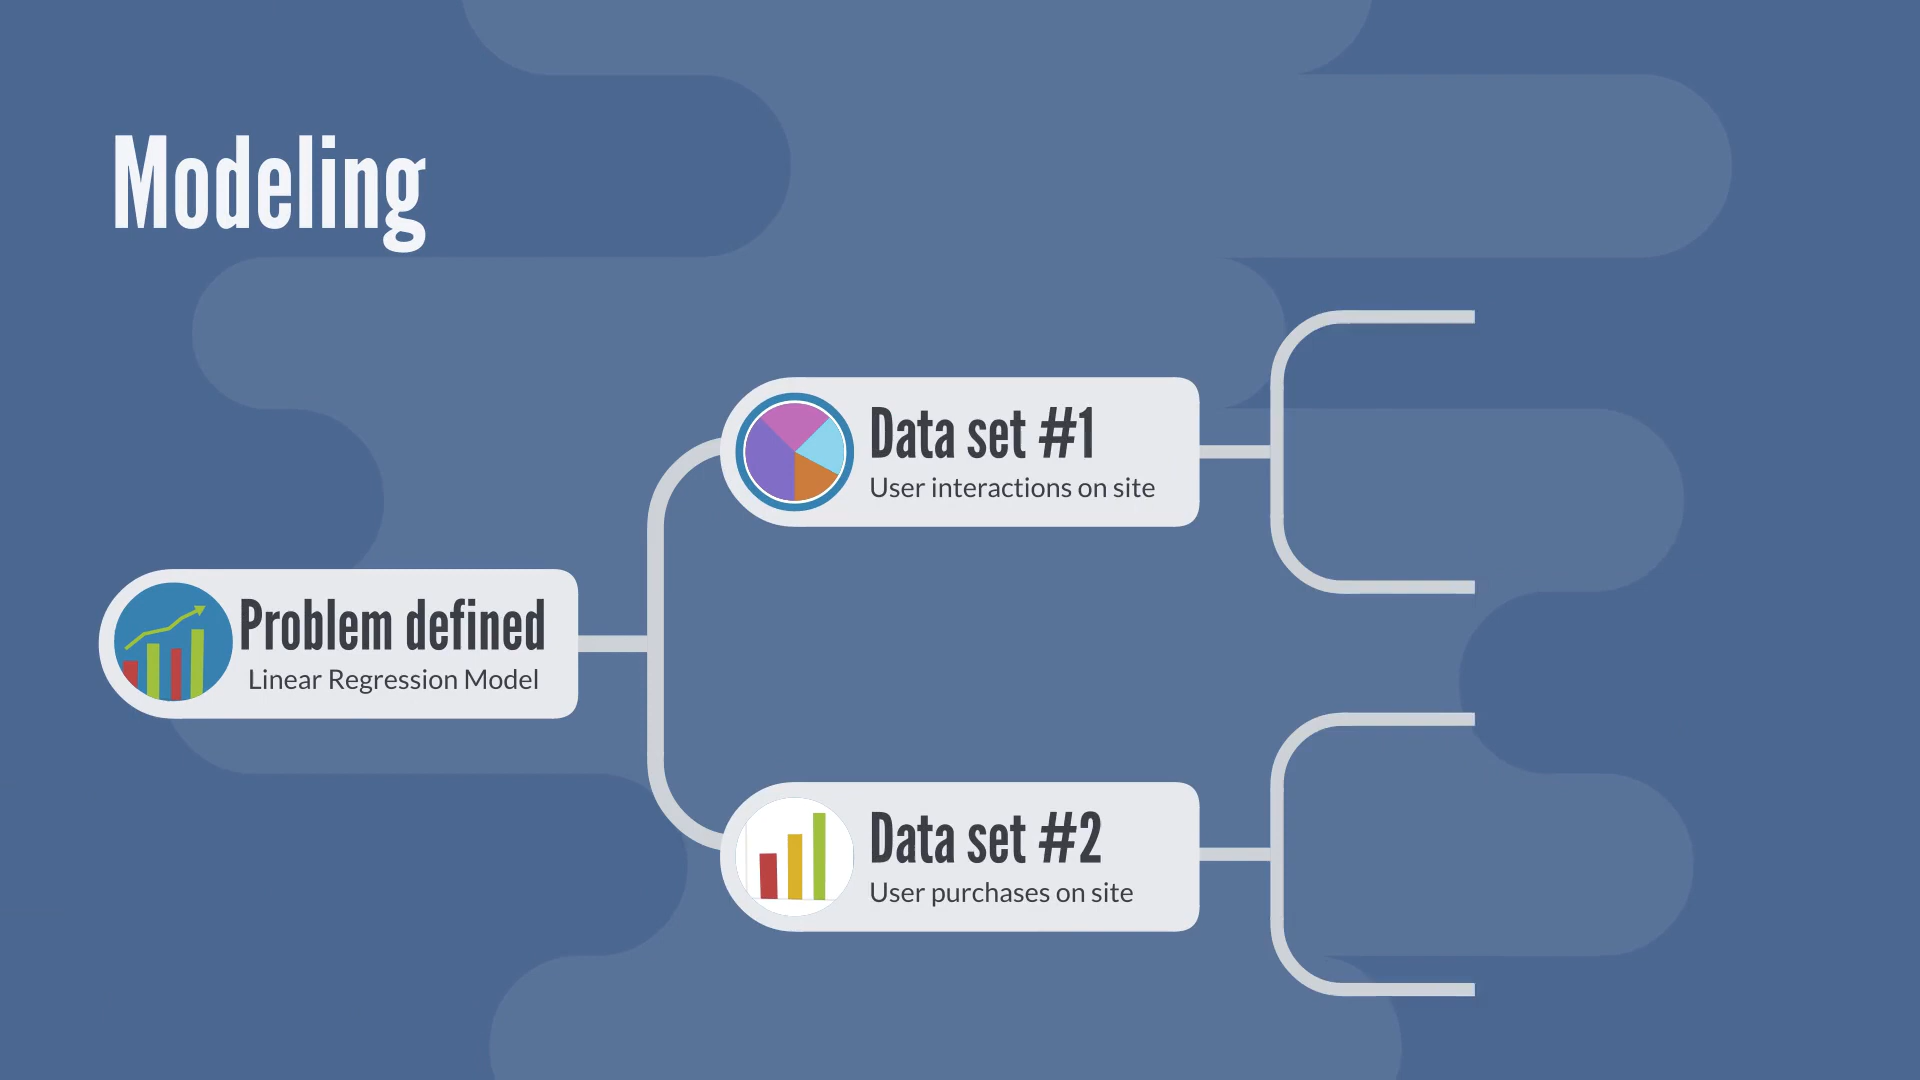 Modeling
Problem defined
Linear Regression Model
Data set #1
User interactions on site
Data set #2
User purchases on site